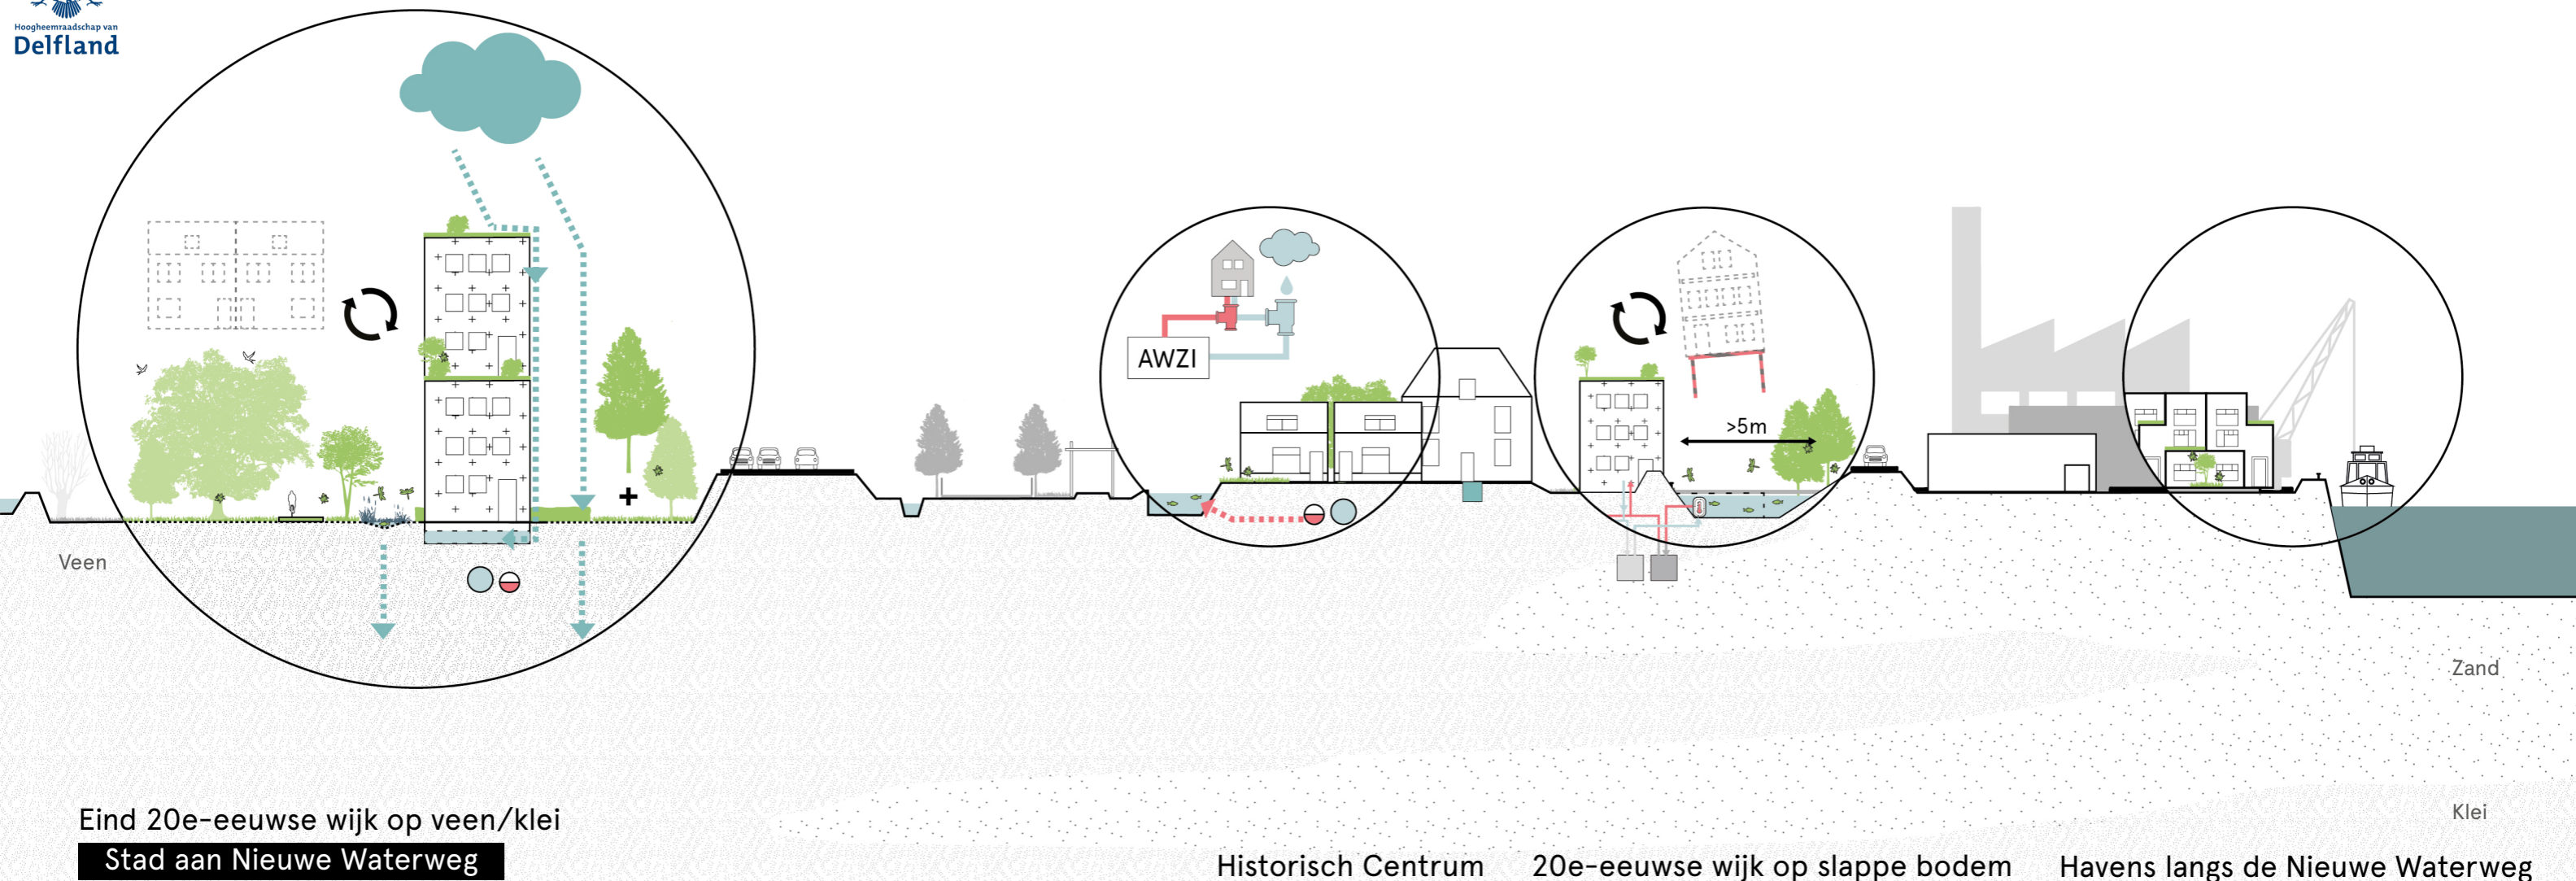 Hoogheemraadschap van
Delfland
AWZI
>5m
Veen
Zand
Klei
Eind 20e-eeuwse wijk op veen/klei
Stad aan Nieuwe Waterweg
Historisch Centrum
20e-eeuwse wijk op slappe bodem
Havens langs de Nieuwe Waterweg